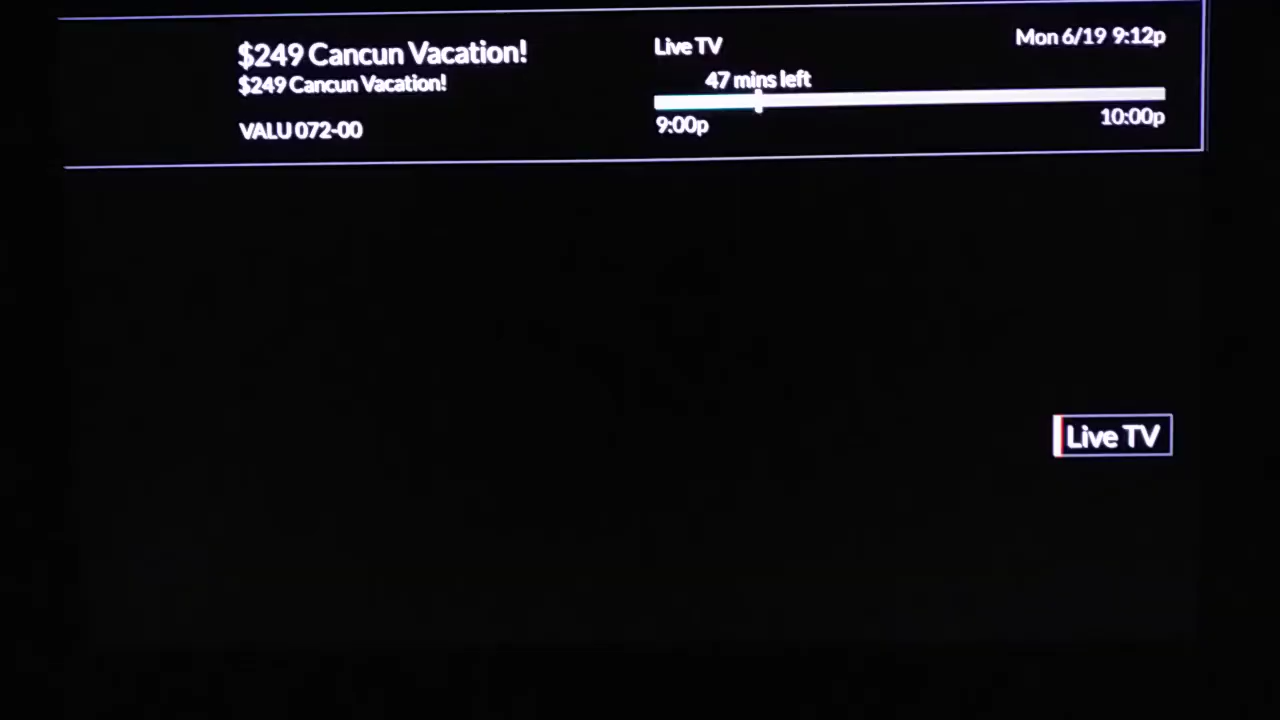 $249 Cancun Vacation!
$249 Cancun Vacation!
VALU 072-00
Live TV
Mon 6/19 9:12p
47 mins left
9:00p
10:00p
Live TV